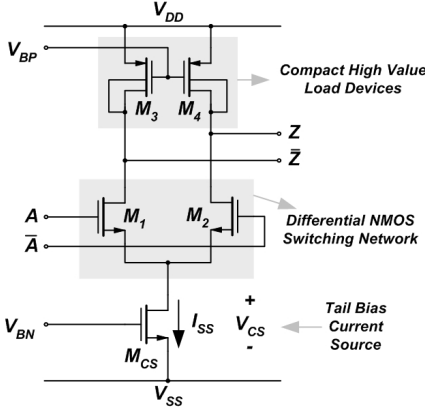 V_DD
V_BP
Compact High Value
Load Devices
M_3
M_4
Z
Z̅
A
M_1
M_2
A̅
Differential NMOS
Switching Network
V_BN
I_SS
+
V_CS
-
M_CS
Tail Bias
Current
Source
V_SS